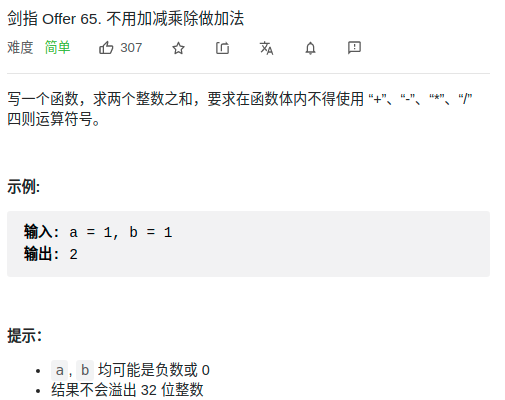 剑指 Offer 65. 不用加减乘除做加法
难度 简单 307
写一个函数，求两个整数之和，要求在函数体内不得使用 “+”、“-”、“*”、“/”
四则运算符号。
示例:
输入: a = 1, b = 1
输出: 2
提示：
a, b 均可能是负数或 0
结果不会溢出 32 位整数